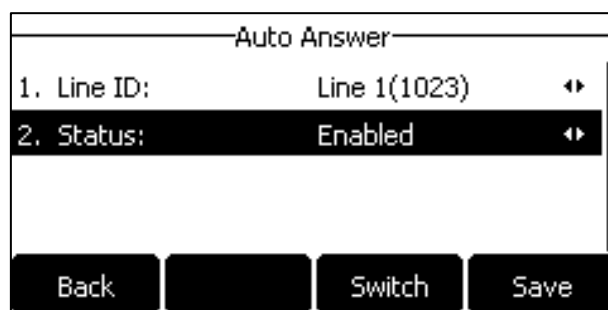 Auto Answer
1. Line ID: Line 1(1023)
2. Status: Enabled
Back Switch Save